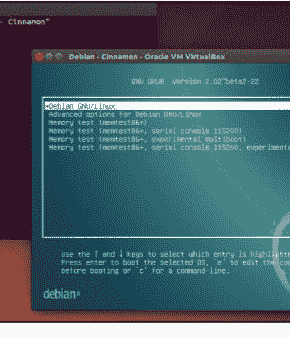 - Cinnamon"
Debian - Cinnamon - Oracle VM VirtualBox
GNU GRUB version 2.02~beta2-22
*Debian GNU/Linux
Advanced options for Debian GNU/Linux
Memory test (memtest86+)
Memory test (memtest86+, serial console 115200)
Memory test (memtest86+, experimental multiboot)
Memory test (memtest86+, serial console 115200, experimente
Use the ↑ and ↓ keys to select which entry is highlighte
Press enter to boot the selected OS, `e' to edit the com
before booting or `c' for a command-line.
debian